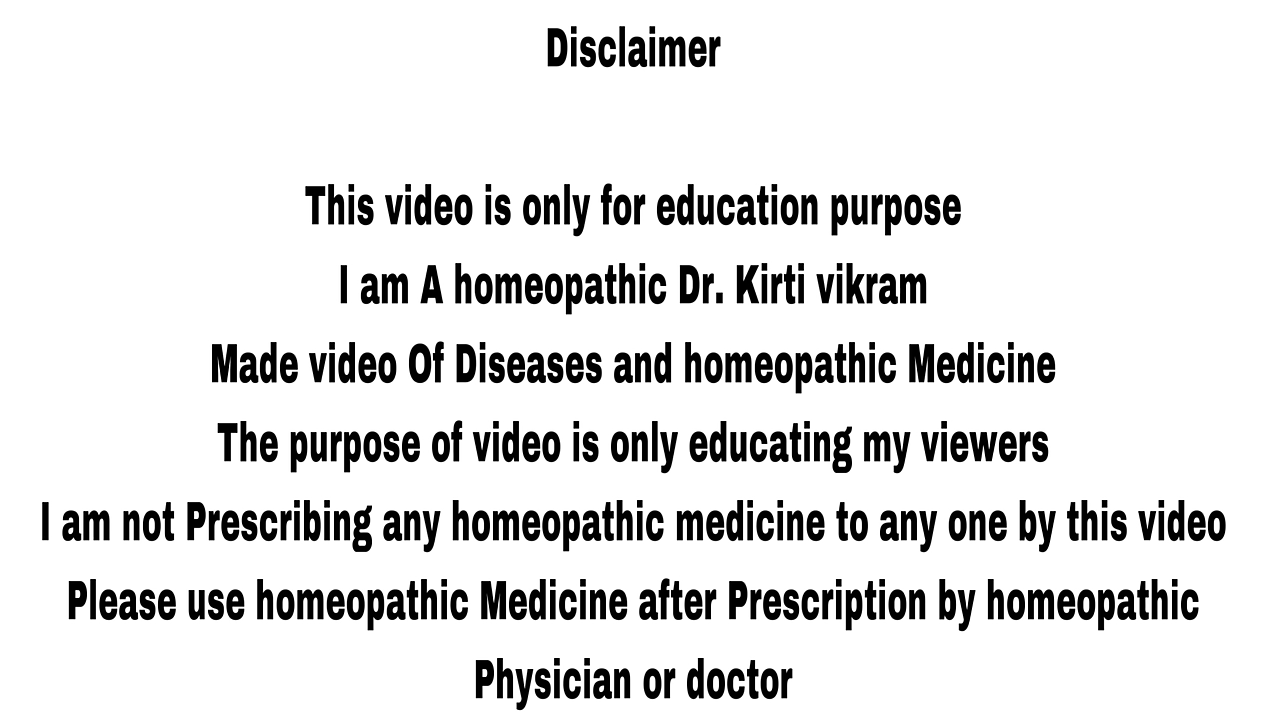 Disclaimer
This video is only for education purpose
I am A homeopathic Dr. Kirti vikram
Made video Of Diseases and homeopathic Medicine
The purpose of video is only educating my viewers
I am not Prescribing any homeopathic medicine to any one by this video
Please use homeopathic Medicine after Prescription by homeopathic
Physician or doctor